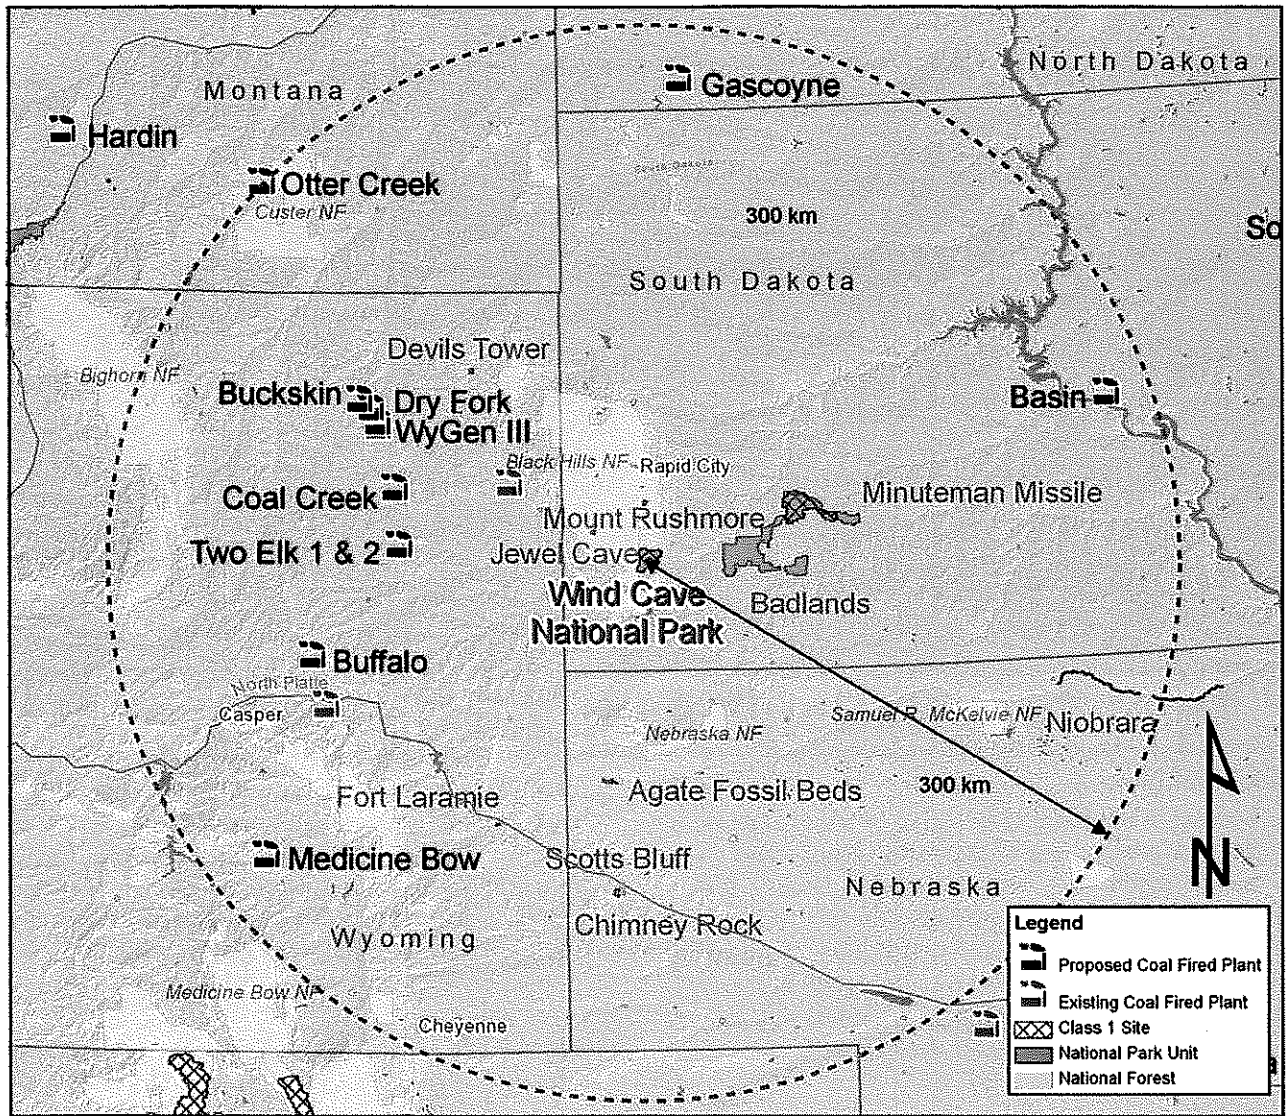 North Dakota
Gascoyne
Montana
Hardin
South Dakota
Otter Creek
Custer NF
300 km
So
South Dakota
Devils Tower
Bighorn NF
Buckskin
Dry Fork
Basin
WyGen III
Black Hills NF
Rapid City
Coal Creek
Minuteman Missile
Mount Rushmore
Two Elk 1 & 2
Jewel Cave
Wind Cave
National Park
Badlands
Buffalo
North Platte
Casper
Samuel R. McKelvie NF
Niobrara
Nebraska NF
Fort Laramie
Agate Fossil Beds
300 km
Medicine Bow
Scotts Bluff
N
Nebraska
Chimney Rock
Wyoming
Medicine Bow NF
Cheyenne
Legend
Proposed Coal Fired Plant
Existing Coal Fired Plant
Class 1 Site
National Park Unit
National Forest